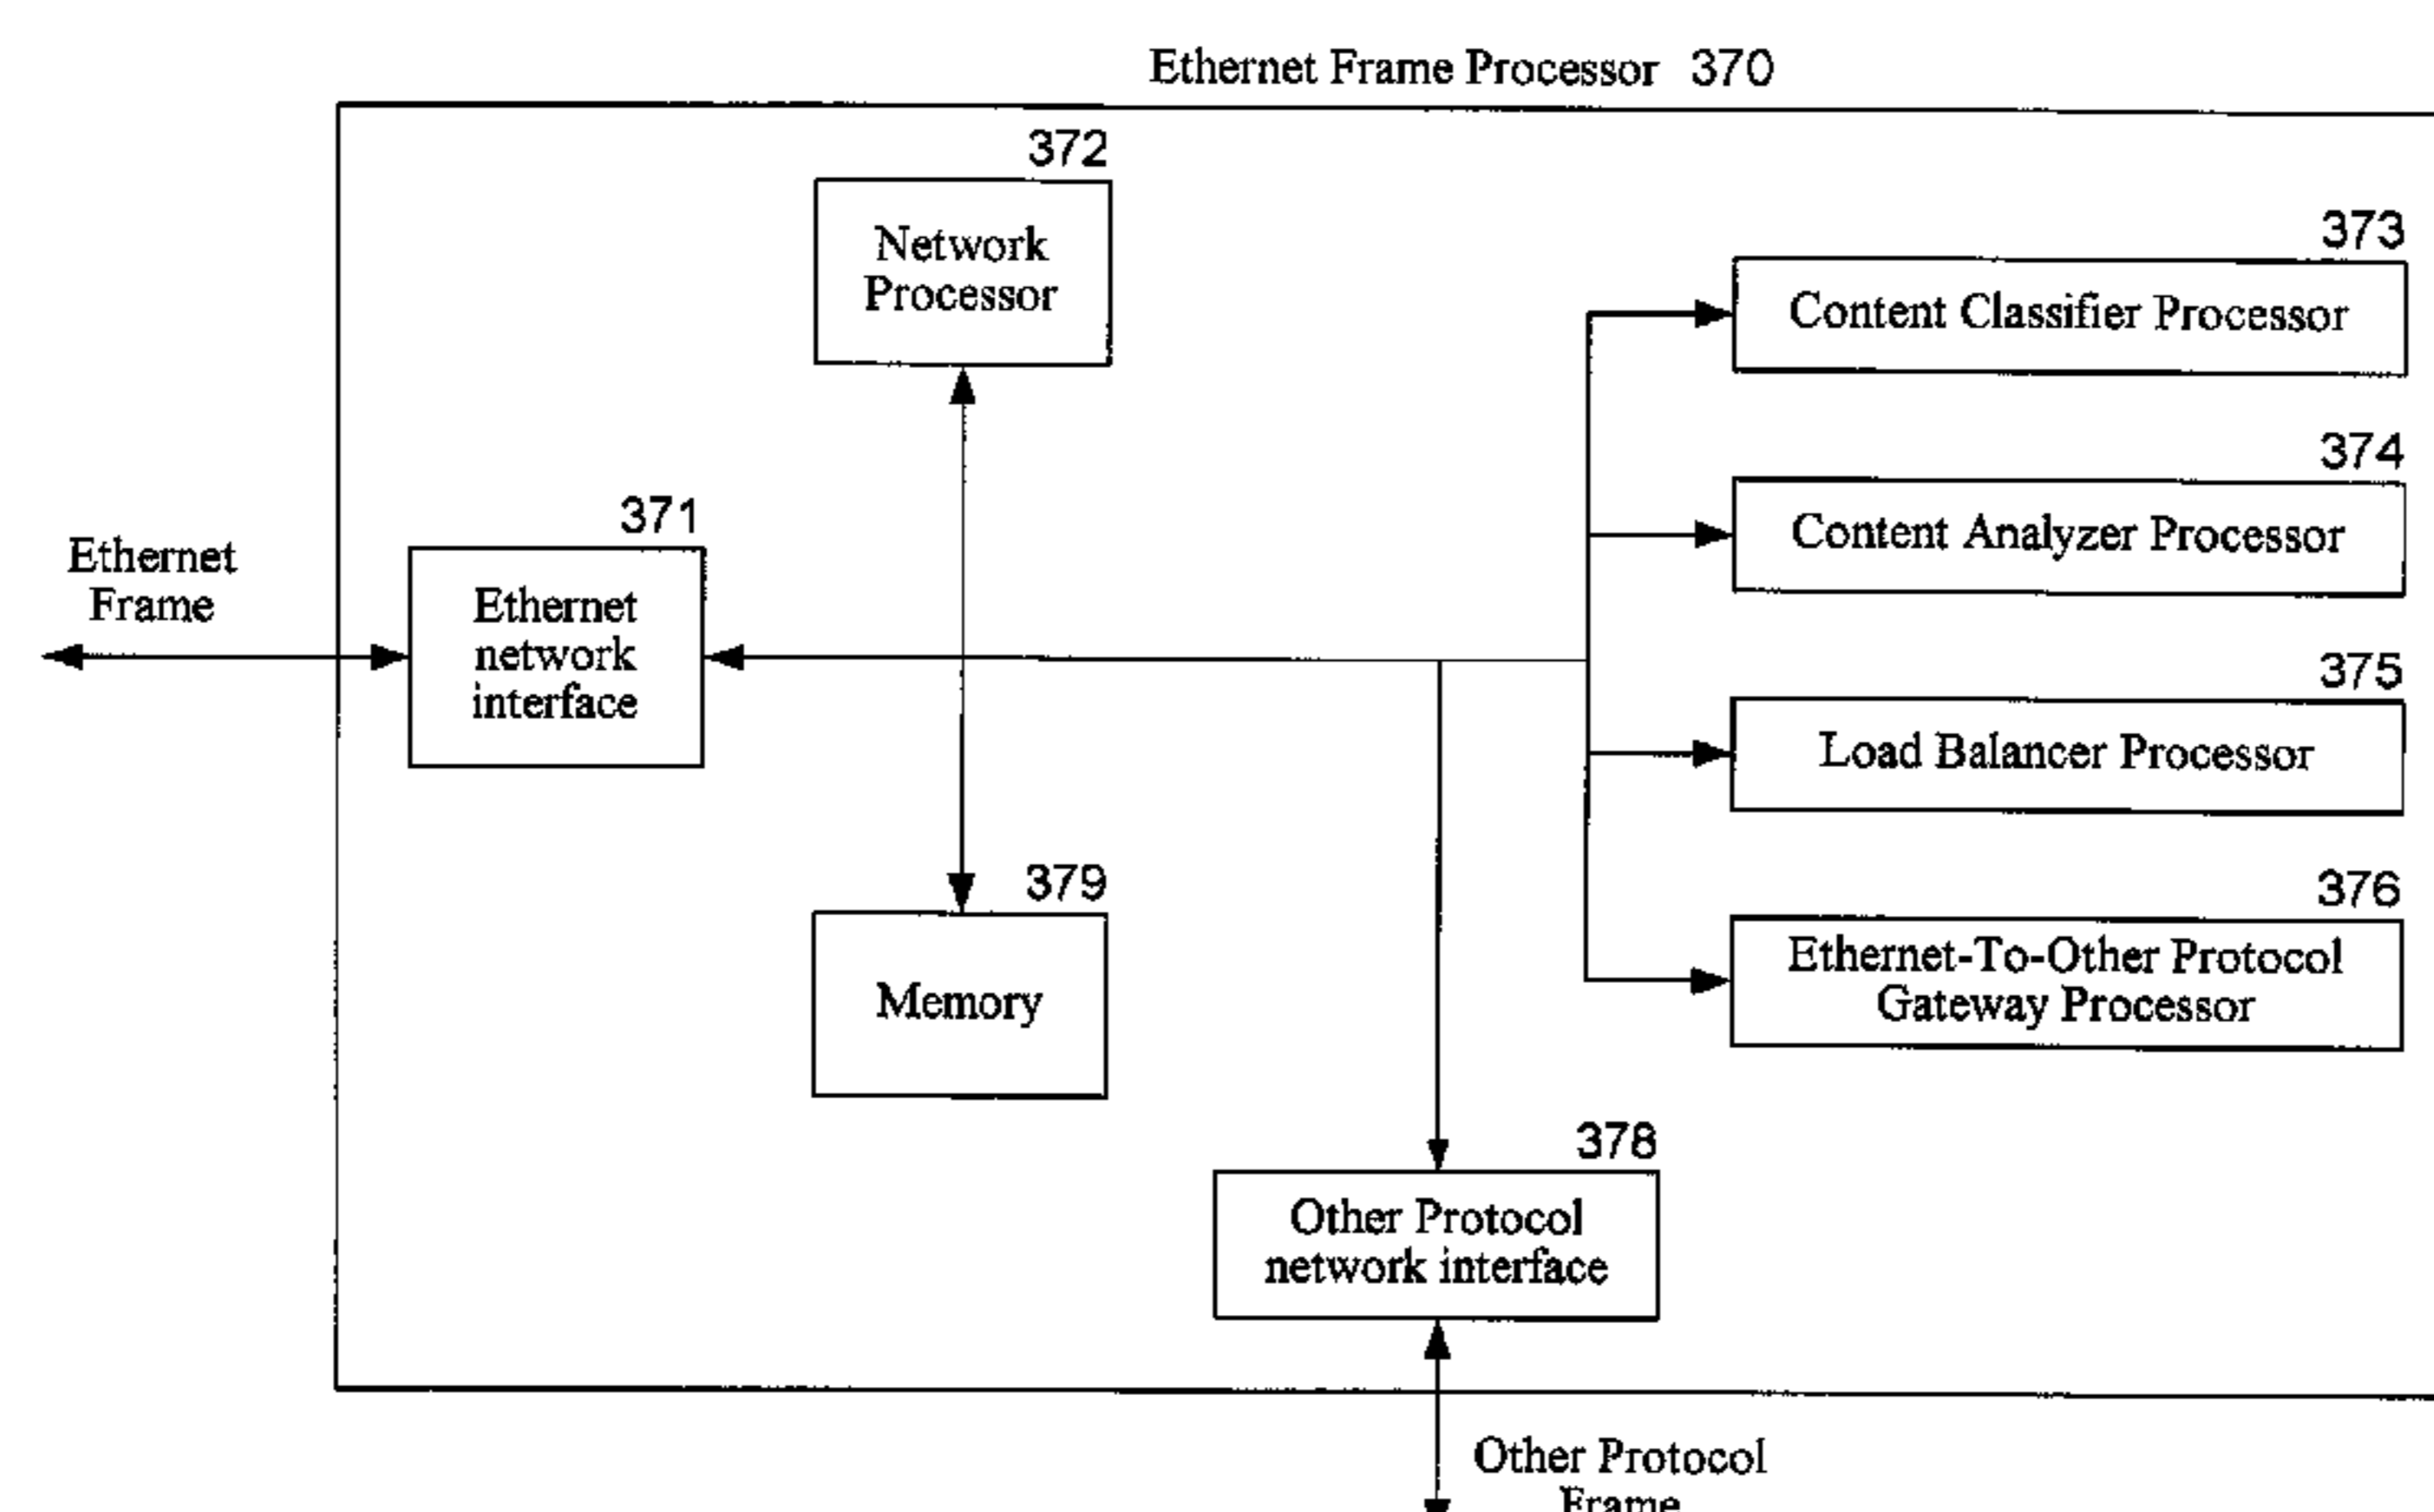 Ethernet Frame Processor 370
372
Network
Processor
373
Content Classifier Processor
374
Content Analyzer Processor
371
Ethernet
Frame
Ethernet
network
interface
375
Load Balancer Processor
379
Memory
376
Ethernet-To-Other Protocol
Gateway Processor
378
Other Protocol
network interface
Other Protocol
Frame